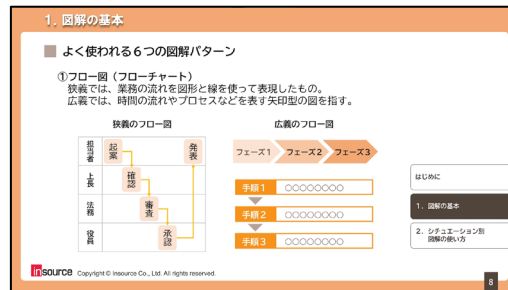 1. 図解の基本
よく使われる６つの図解パターン
①フロー図（フローチャート）
狭義では、業務の流れを図形と線を使って表現したもの。
広義では、時間の流れやプロセスなどを表す矢印型の図を指す。
狭義のフロー図
担当者
起案
発表
上長
確認
法務
審査
役員
承認
広義のフロー図
フェーズ1
フェーズ2
フェーズ3
手順1
○○○○○○○○
手順2
○○○○○○○○
手順3
○○○○○○○○
はじめに
1. 図解の基本
2. シチュエーション別
図解の使い方
insource Copyright © Insource Co., Ltd. All rights reserved.
8